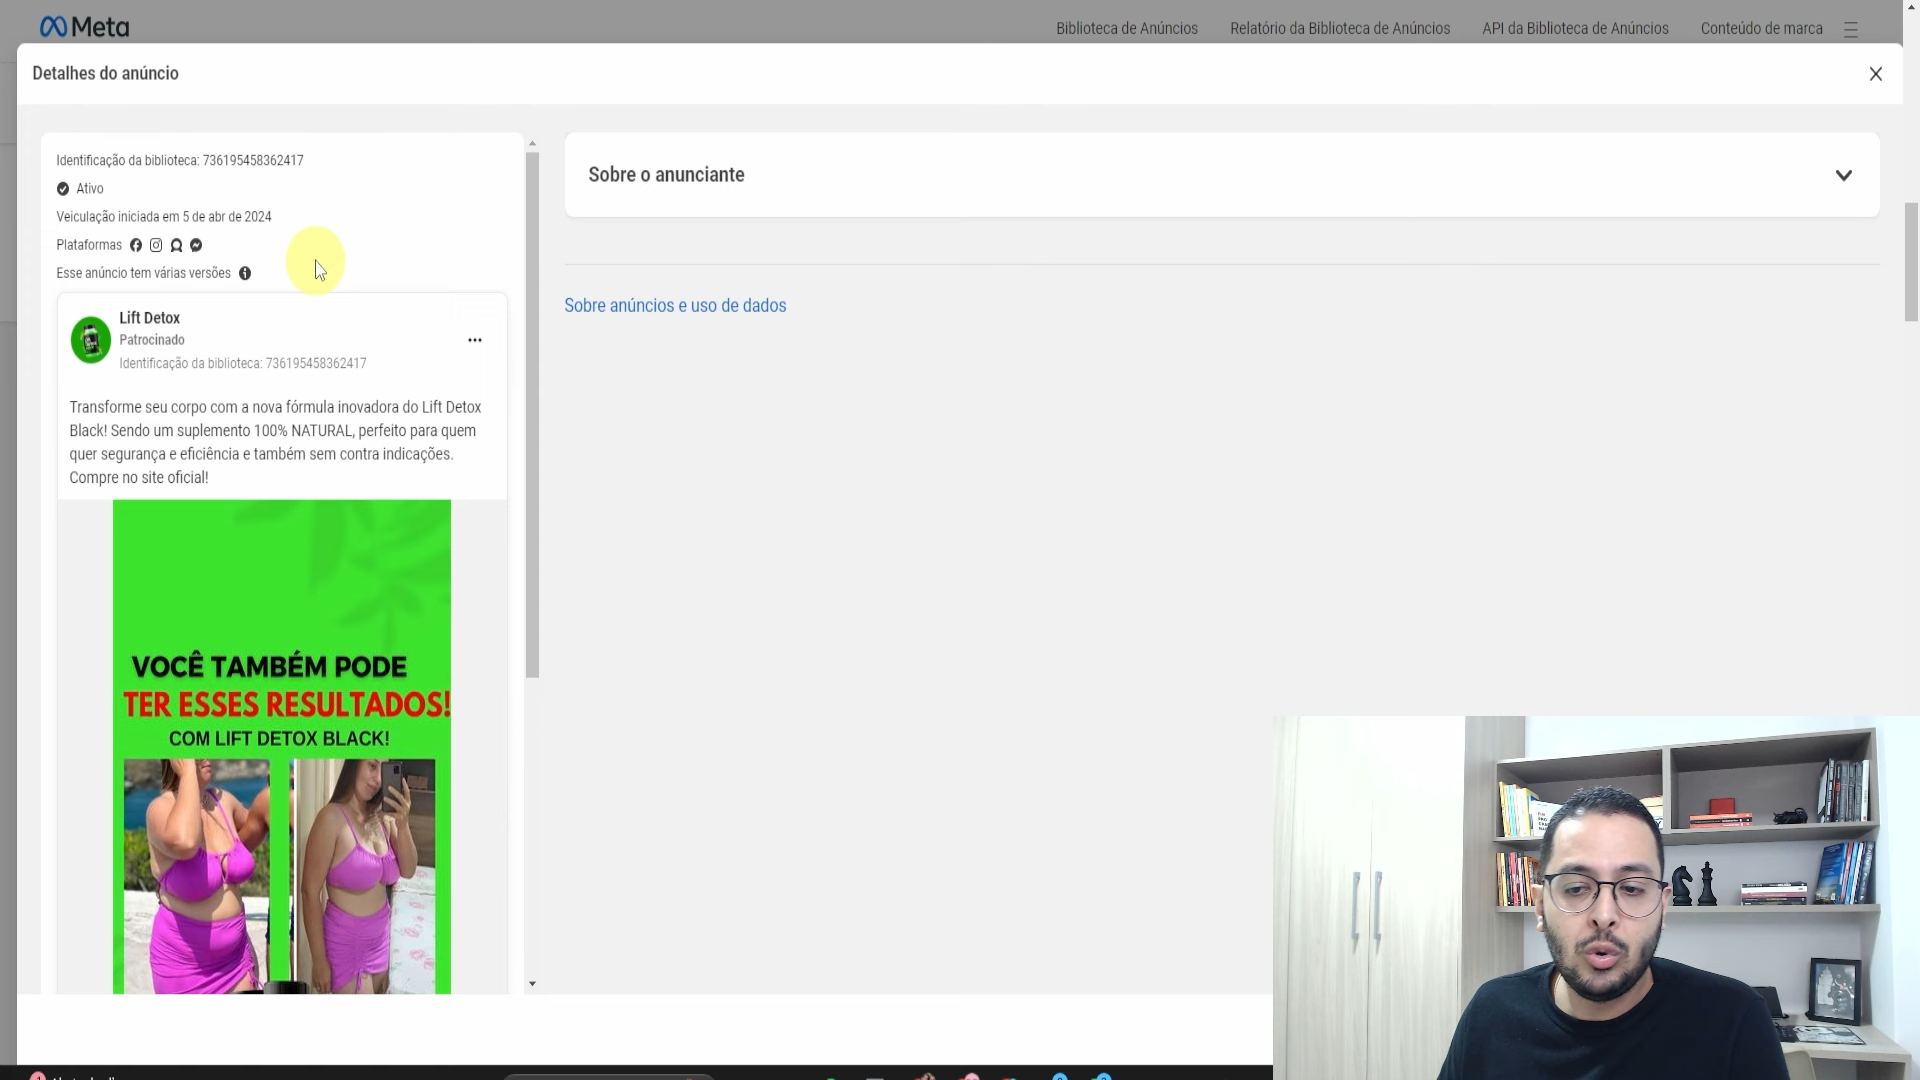 Meta
Biblioteca de Anúncios
Relatório da Biblioteca de Anúncios
API da Biblioteca de Anúncios
Conteúdo de marca
Detalhes do anúncio
Identificação da biblioteca: 736195458362417
Ativo
Veiculação iniciada em 5 de abr de 2024
Plataformas
Esse anúncio tem várias versões
Lift Detox
Patrocinado
Identificação da biblioteca: 736195458362417
Transforme seu corpo com a nova fórmula inovadora do Lift Detox
Black! Sendo um suplemento 100% NATURAL, perfeito para quem
quer segurança e eficiência e também sem contra indicações.
Compre no site oficial!
VOCÊ TAMBÉM PODE
TER ESSES RESULTADOS!
COM LIFT DETOX BLACK!
Sobre o anunciante
Sobre anúncios e uso de dados